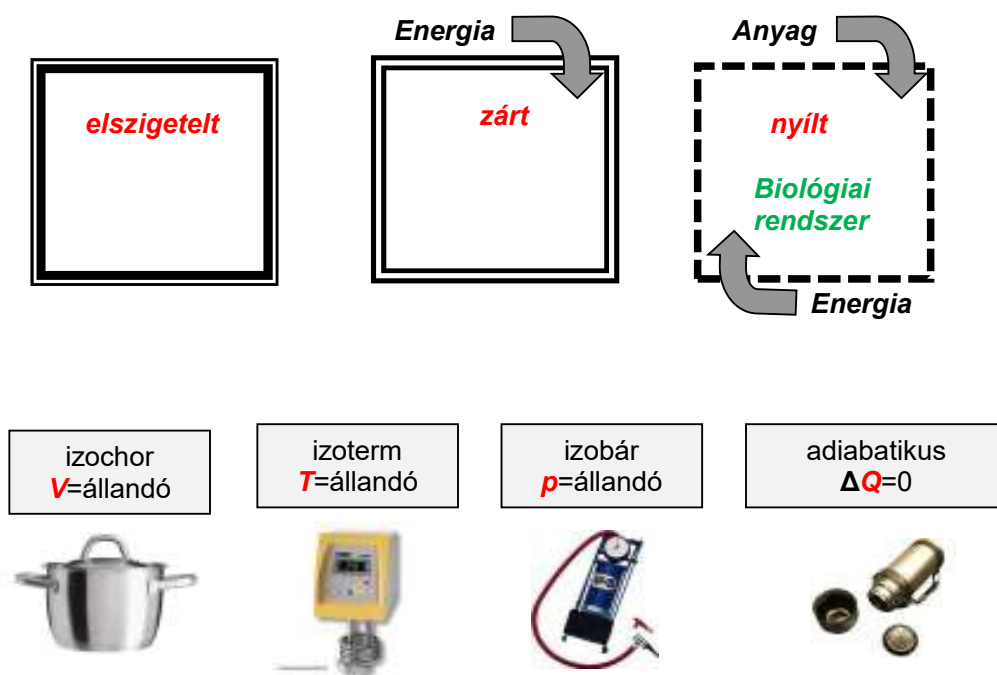 Energia
Anyag
elszigetelt
zárt
nyílt
Biológiai
rendszer
Energia
izochor
V=állandó
izoterm
T=állandó
izobár
p=állandó
adiabatikus
ΔQ=0